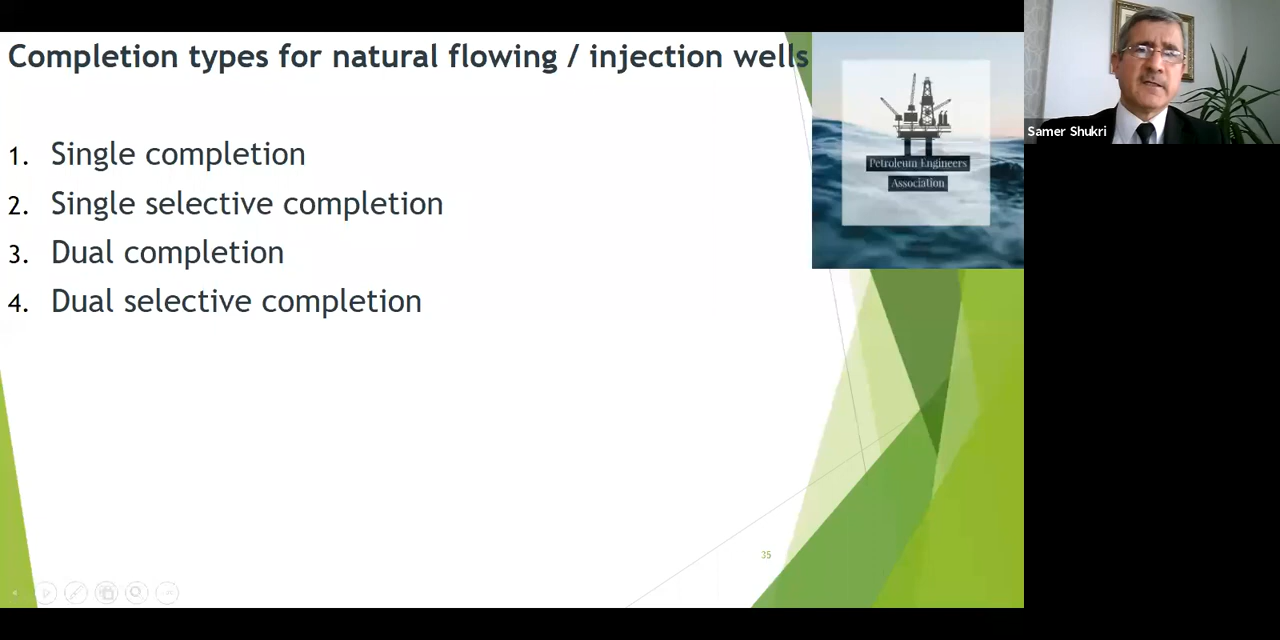 Completion types for natural flowing / injection wells
1. Single completion
2. Single selective completion
3. Dual completion
4. Dual selective completion
Petroleum Engineers
Association
35
Samer Shukri